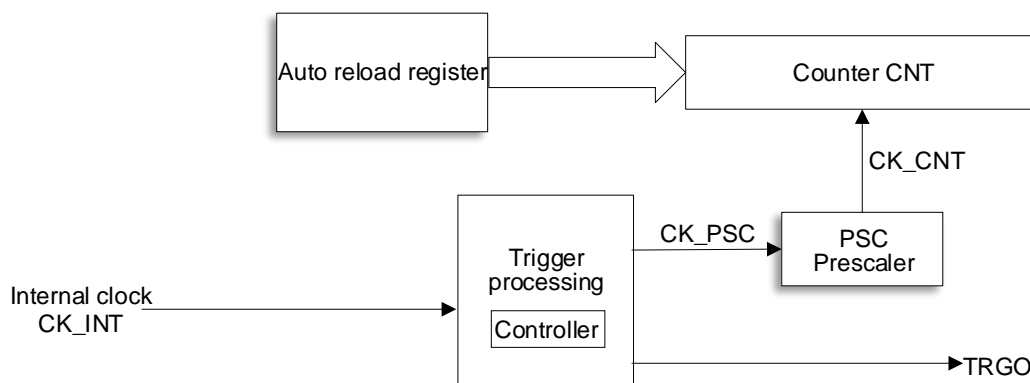 Auto reload register
Counter CNT
CK_CNT
CK_PSC
PSC
Prescaler
Trigger
processing
Controller
Internal clock
CK_INT
TRGO